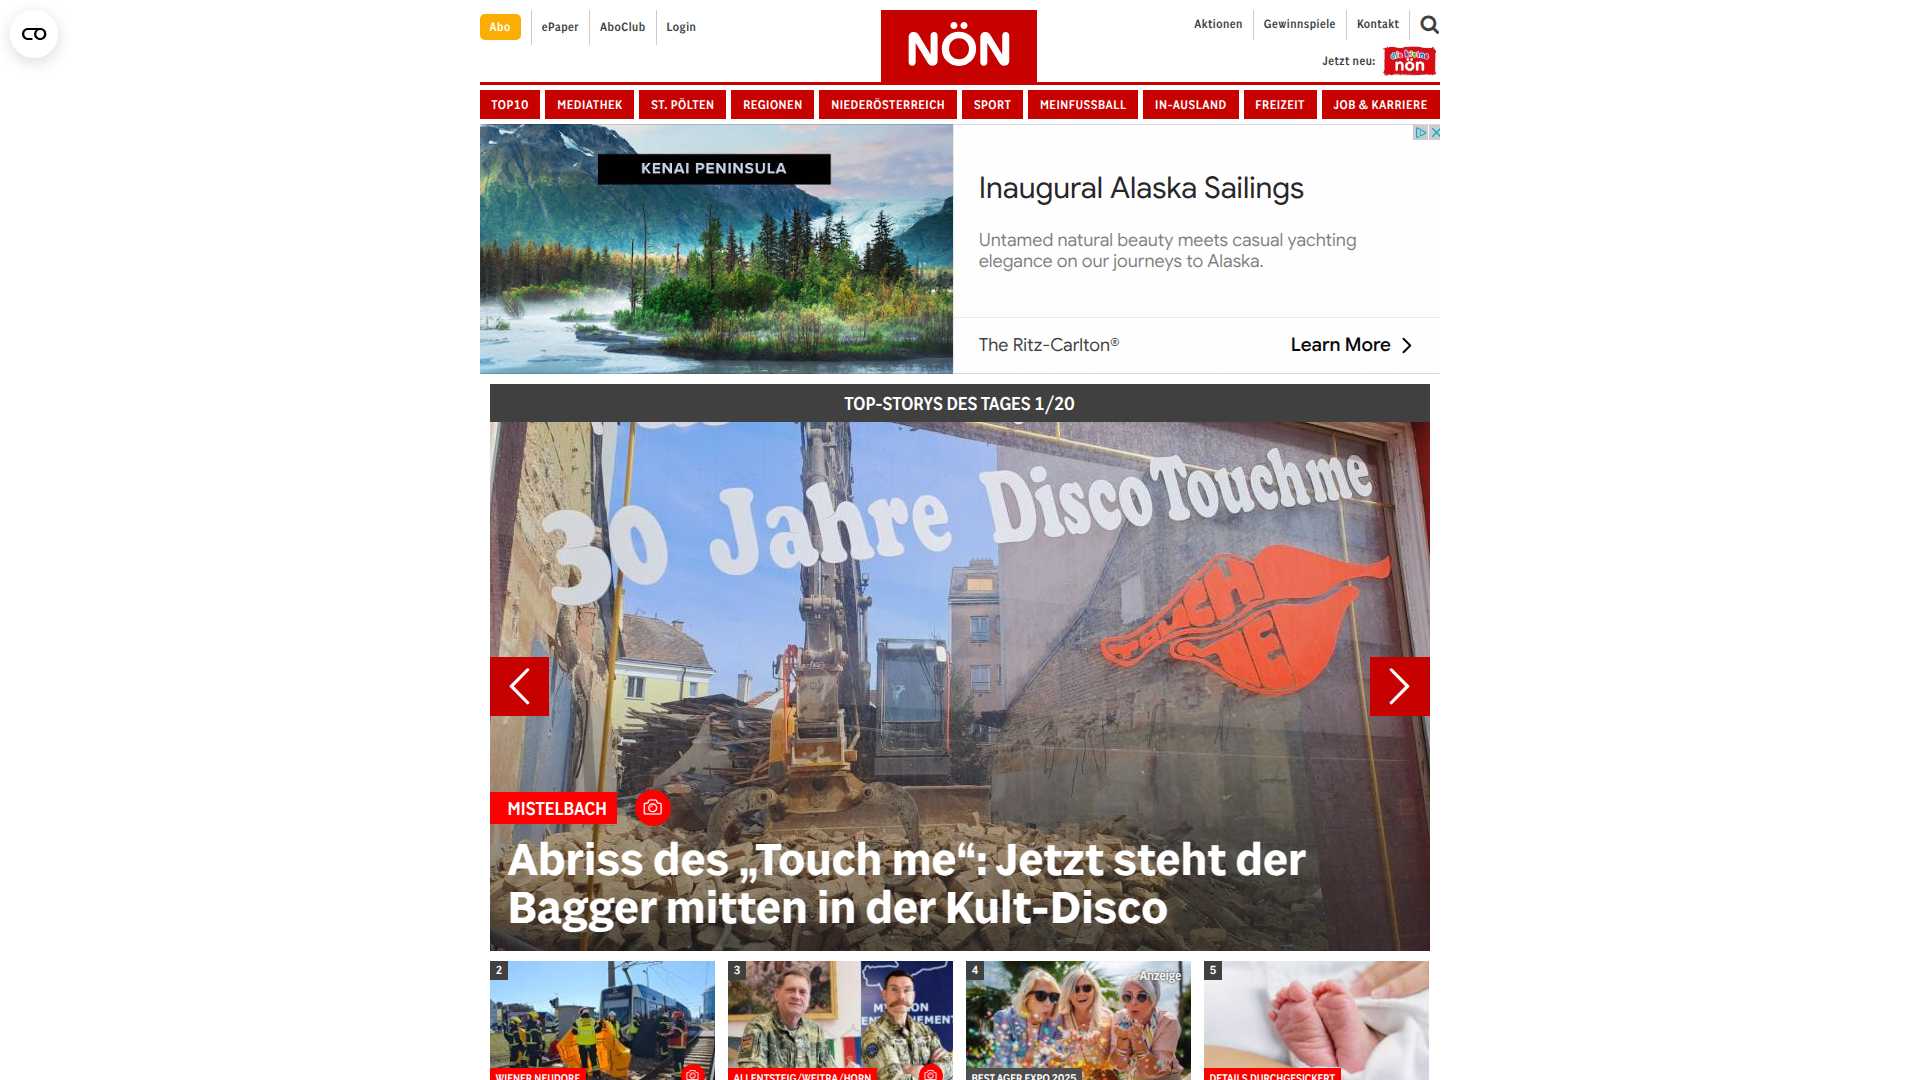 Abo
ePaper
AboClub
Login
NÖN
Aktionen
Gewinnspiele
Kontakt
Jetzt neu:
die kleine
nön
TOP10
MEDIATHEK
ST. PÖLTEN
REGIONEN
NIEDERÖSTERREICH
SPORT
MEINFUSSBALL
IN-AUSLAND
FREIZEIT
JOB & KARRIERE
KENAI PENINSULA
Inaugural Alaska Sailings
Untamed natural beauty meets casual yachting
elegance on our journeys to Alaska.
The Ritz-Carlton®
Learn More
TOP-STORYS DES TAGES 1/20
30 Jahre Disco Touch me
TOUCH
ME
MISTELBACH
Abriss des „Touch me“: Jetzt steht der
Bagger mitten in der Kult-Disco
2
3
4
Anzeige
5
WIENER NEUDORF
ALLENTSTEIG/WEITRA/HORN
BEST AGER EXPO 2025
DETAILS DURCHGESICKERT